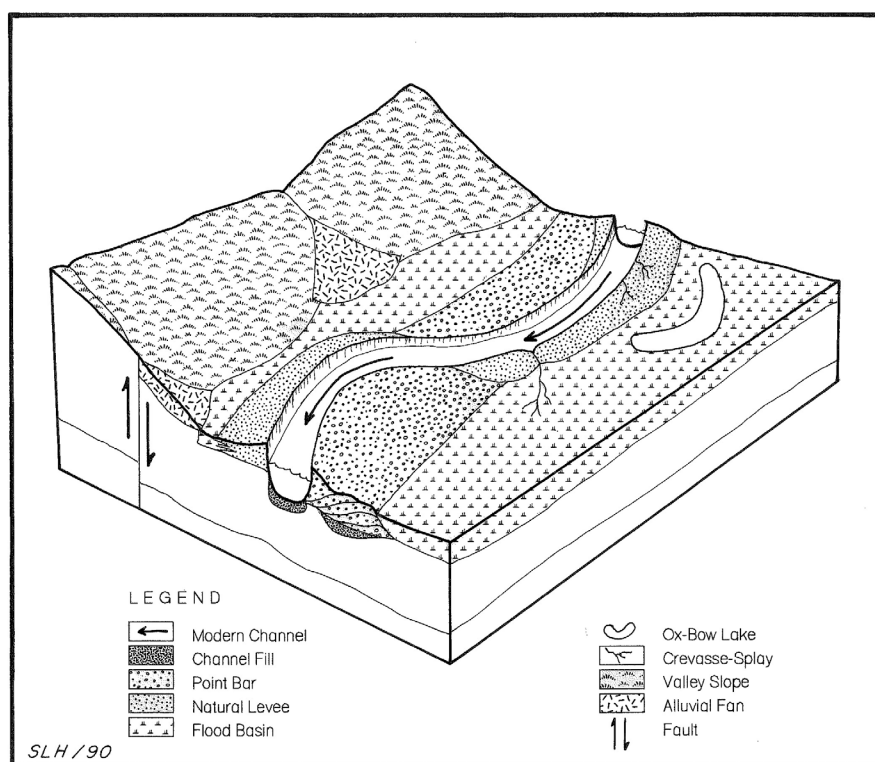 LEGEND
Modern Channel
Channel Fill
Point Bar
Natural Levee
Flood Basin
Ox-Bow Lake
Crevasse-Splay
Valley Slope
Alluvial Fan
Fault
SLH/90